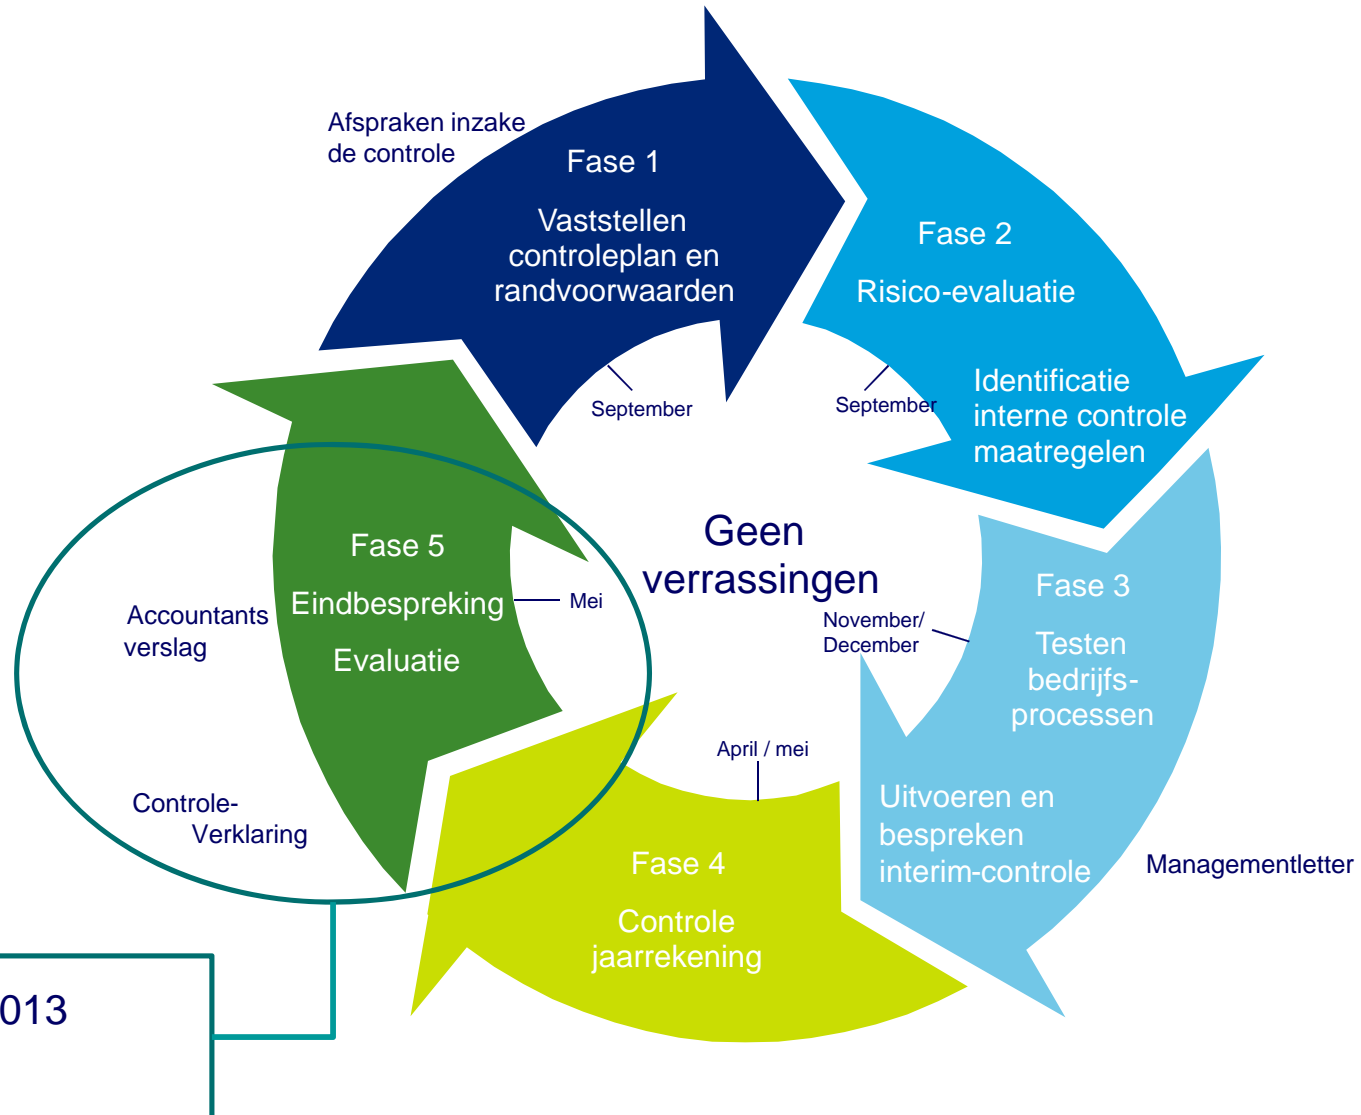 Afspraken inzake
de controle
Fase 1
Vaststellen
controleplan en
randvoorwaarden
September
Fase 2
Risico-evaluatie
Identificatie
interne controle
maatregelen
September
Geen
verrassingen
Fase 3
Testen
bedrijfs-
processen
Uitvoeren en
bespreken
interim-controle
November/
December
Managementletter
Fase 4
Controle
jaarrekening
April / mei
Fase 5
Eindbespreking
Evaluatie
Mei
Accountants
verslag
Controle-
Verklaring
013